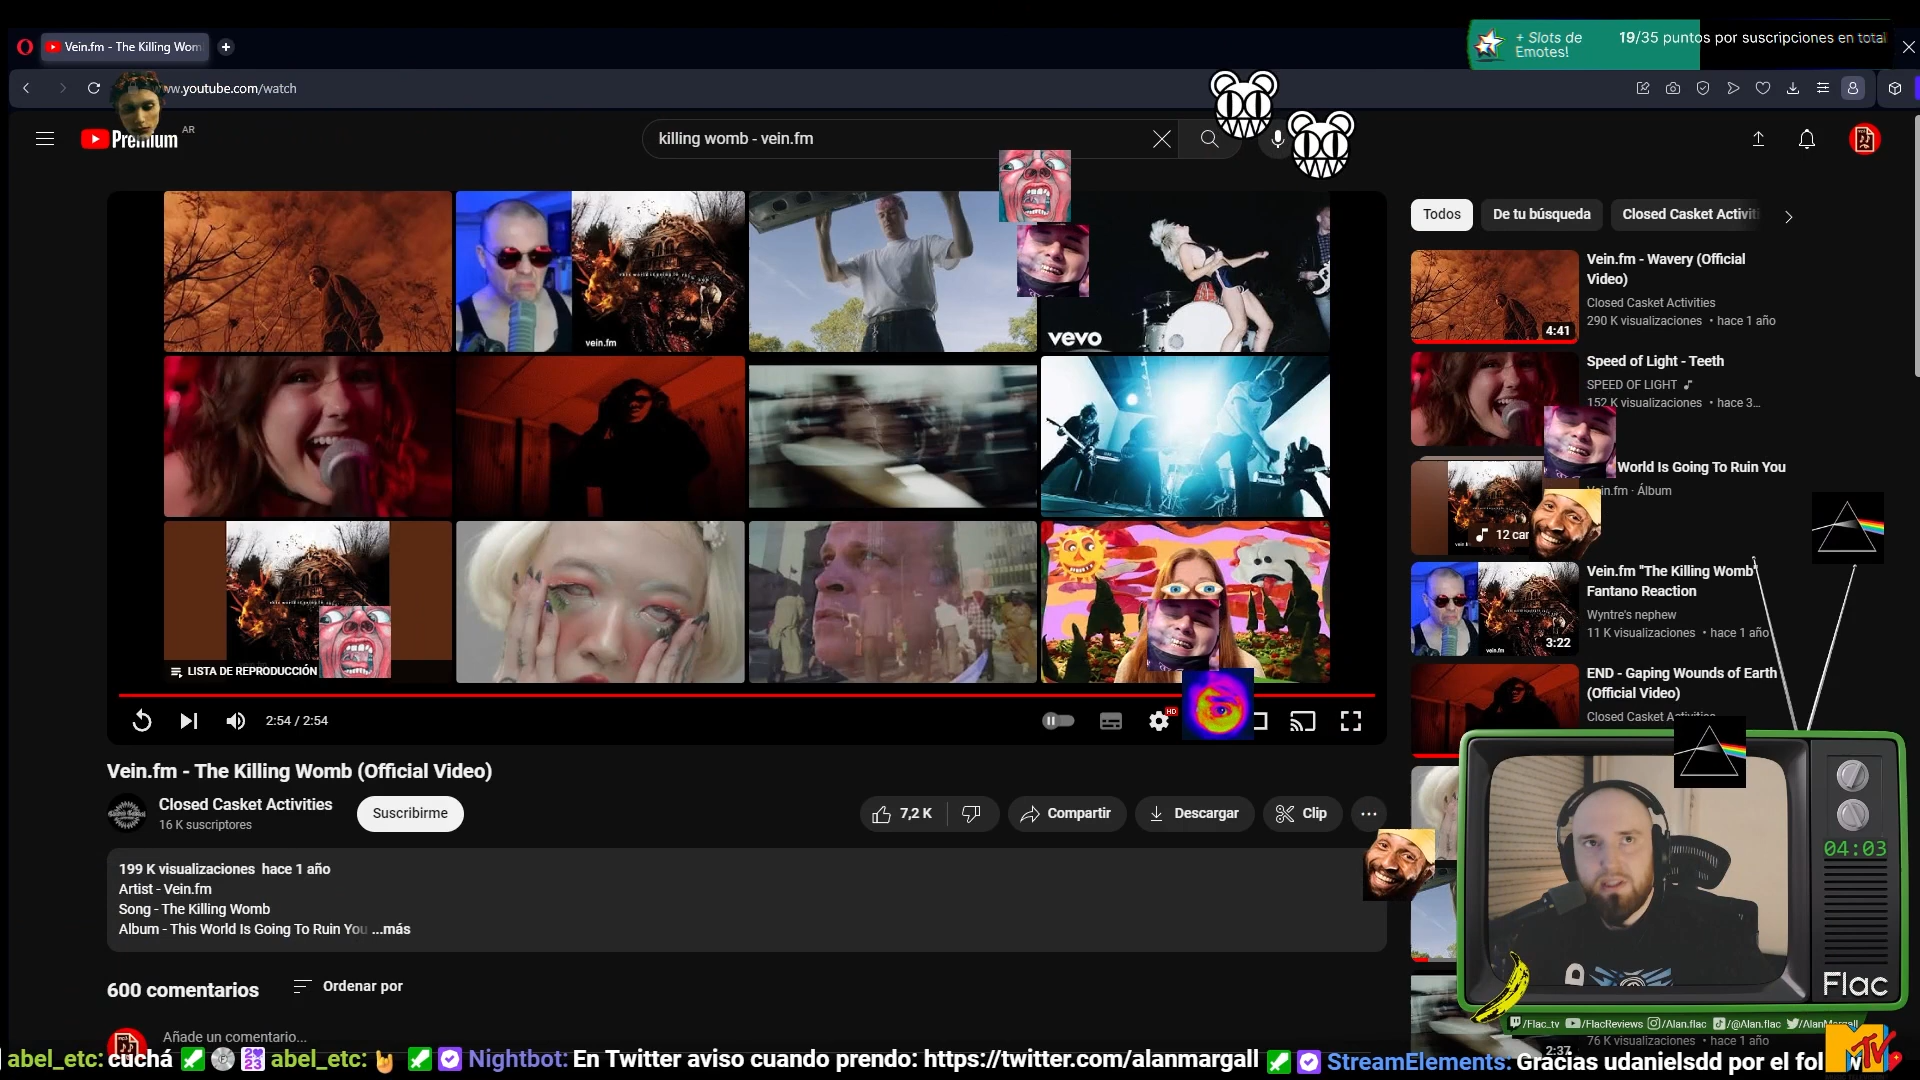 + Slots de
Emotes!
19/35 puntos por suscripciones en total
Vein.fm - The Killing Wom
www.youtube.com/watch
Premium AR
killing womb - vein.fm
vein.fm
vevo
LISTA DE REPRODUCCIÓN
2:54 / 2:54
HD
Vein.fm - The Killing Womb (Official Video)
Closed Casket Activities
16 K suscriptores
Suscribirme
7,2 K
Compartir
Descargar
Clip
199 K visualizaciones hace 1 año
Artist - Vein.fm
Song - The Killing Womb
Album - This World Is Going To Ruin You ...más
600 comentarios
Ordenar por
Añade un comentario...
Todos
De tu búsqueda
Closed Casket Activiti
Vein.fm - Wavery (Official
Video)
Closed Casket Activities
290 K visualizaciones • hace 1 año
4:41
Speed of Light - Teeth
SPEED OF LIGHT
152 K visualizaciones • hace 3...
World Is Going To Ruin You
Vein.fm · Álbum
12 can
Vein.fm "The Killing Womb"
Fantano Reaction
Wyntre's nephew
11 K visualizaciones • hace 1 año
3:22
END - Gaping Wounds of Earth
(Official Video)
Closed Casket Activities
04:03
Flac
/Flac_tv /FlacReviews /Alan.flac /@Alan.flac /AlanMargall
76 K visualizaciones • hace 1 año
2:37
abel_etc: cuchá abel_etc: Nightbot: En Twitter aviso cuando prendo: https://twitter.com/alanmargall StreamElements: Gracias udanielsdd por el fol